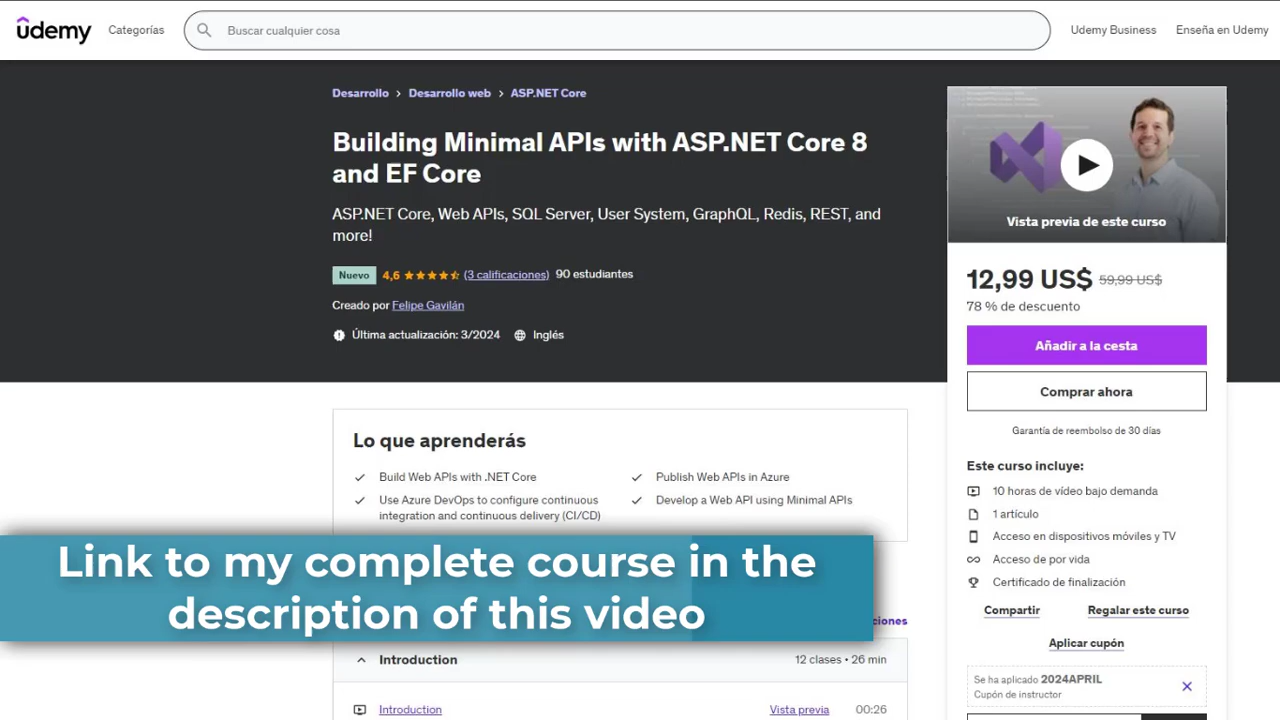 ûdemy
Categorías
Buscar cualquier cosa
Udemy Business
Enseña en Udemy
Desarrollo > Desarrollo web > ASP.NET Core
Building Minimal APIs with ASP.NET Core 8
and EF Core
ASP.NET Core, Web APIs, SQL Server, User System, GraphQL, Redis, REST, and
more!
Nuevo 4,6 (3 calificaciones) 90 estudiantes
Creado por Felipe Gavilán
Última actualización: 3/2024 Inglés
Vista previa de este curso
12,99 US$ 59,99 US$
78 % de descuento
Añadir a la cesta
Comprar ahora
Garantía de reembolso de 30 días
Este curso incluye:
10 horas de vídeo bajo demanda
1 artículo
Acceso en dispositivos móviles y TV
Acceso de por vida
Certificado de finalización
Compartir
Regalar este curso
Aplicar cupón
Se ha aplicado 2024APRIL
Cupón de instructor
Lo que aprenderás
Build Web APIs with .NET Core
Publish Web APIs in Azure
Use Azure DevOps to configure continuous
integration and continuous delivery (CI/CD)
Develop a Web API using Minimal APIs
Link to my complete course in the
description of this video
Introduction
12 clases • 26 min
Introduction
Vista previa
00:26